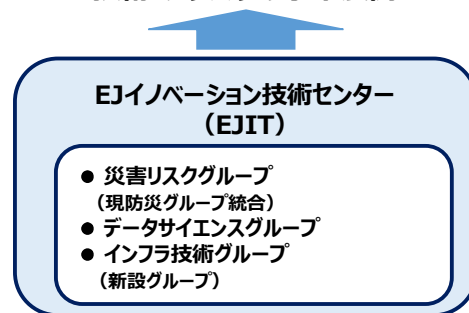 EJイノベーション技術センター
（EJIT）
● 災害リスクグループ
（現防災グループ統合）
● データサイエンスグループ
● インフラ技術グループ
（新設グループ）